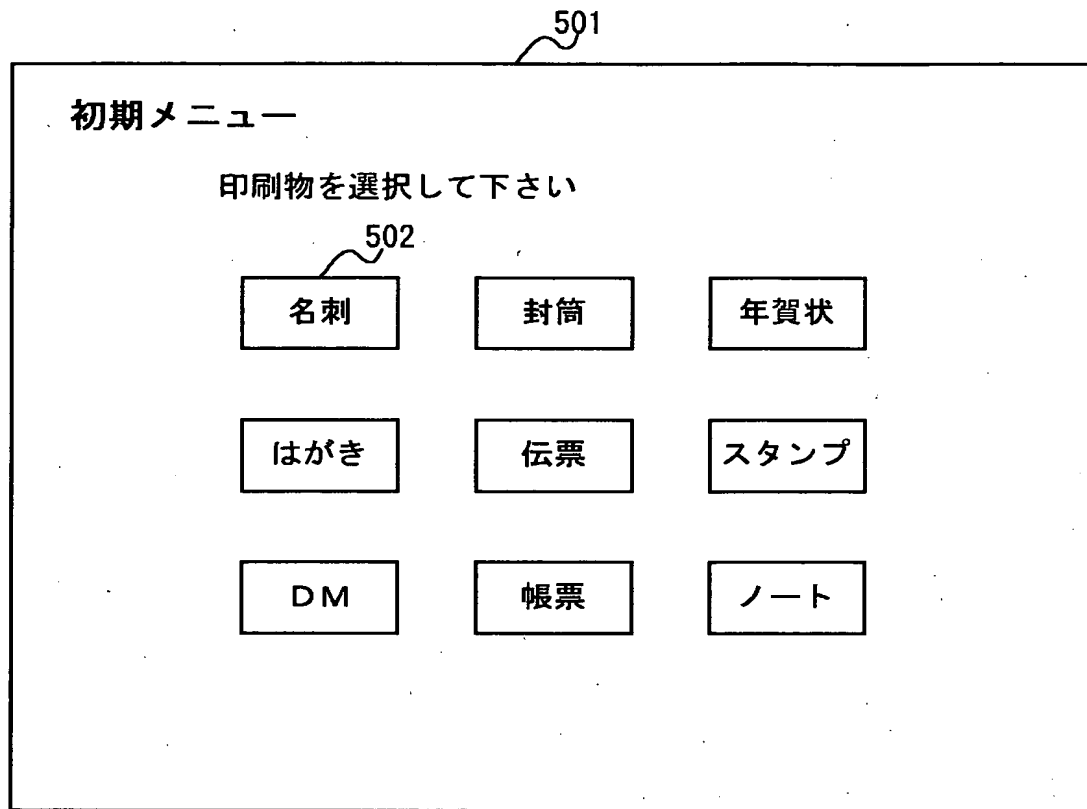 501
初期メニュー
印刷物を選択して下さい
502
名刺 封筒 年賀状
はがき 伝票 スタンプ
DM 帳票 ノート